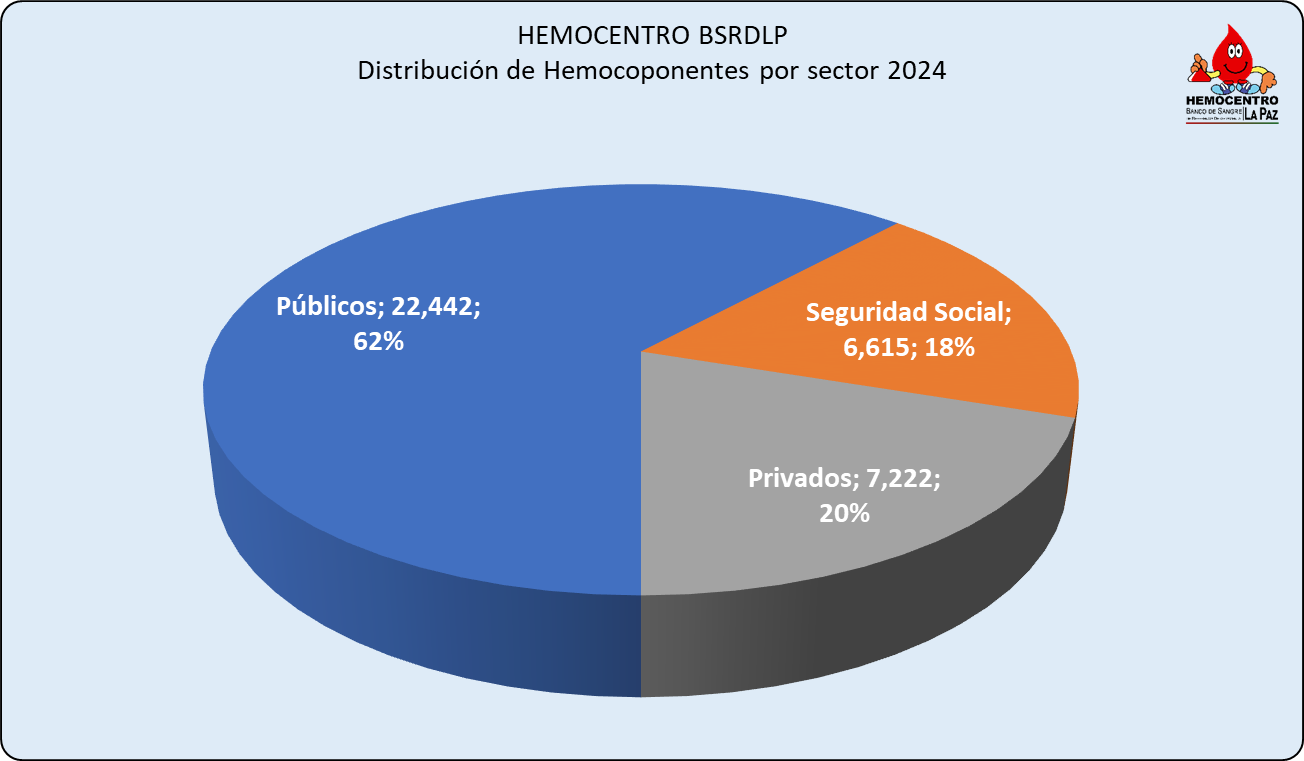 HEMOCENTRO BSRDLP
Distribución de Hemocoponentes por sector 2024
HEMOCENTRO
BANCO DE SANGRE
LA PAZ
Públicos; 22,442;
62%
Seguridad Social;
6,615; 18%
Privados; 7,222;
20%